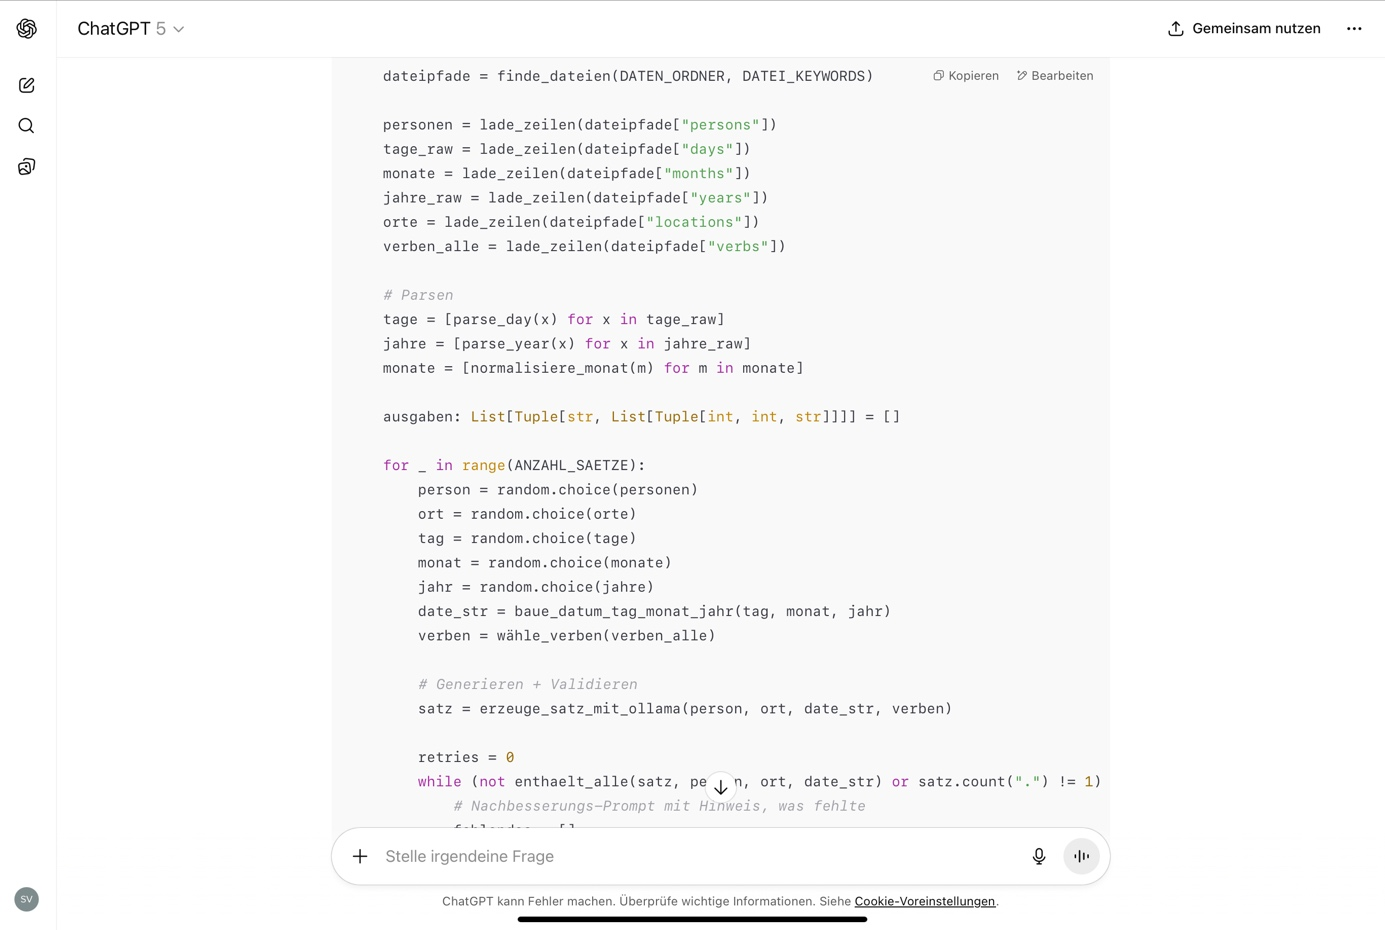 ChatGPT 5
Gemeinsam nutzen
dateipfade = finde_dateien(DATEN_ORDNER, DATEI_KEYWORDS)
Kopieren
Bearbeiten
personen = lade_zeilen(dateipfade["persons"])
tage_raw = lade_zeilen(dateipfade["days"])
monate = lade_zeilen(dateipfade["months"])
jahre_raw = lade_zeilen(dateipfade["years"])
orte = lade_zeilen(dateipfade["locations"])
verben_alle = lade_zeilen(dateipfade["verbs"])
# Parsen
tage = [parse_day(x) for x in tage_raw]
jahre = [parse_year(x) for x in jahre_raw]
monate = [normalisiere_monat(m) for m in monate]
ausgaben: List[Tuple[str, List[Tuple[int, int, str]]]] = []
for _ in range(ANZAHL_SAETZE):
    person = random.choice(personen)
    ort = random.choice(orte)
    tag = random.choice(tage)
    monat = random.choice(monate)
    jahr = random.choice(jahre)
    date_str = baue_datum_tag_monat_jahr(tag, monat, jahr)
    verben = wähle_verben(verben_alle)
    # Generieren + Validieren
    satz = erzeuge_satz_mit_ollama(person, ort, date_str, verben)
    retries = 0
    while (not enthaelt_alle(satz, ort, date_str) or satz.count(".") != 1)
        # Nachbesserungs-Prompt mit Hinweis, was fehlte
Stelle irgendeine Frage
SV
ChatGPT kann Fehler machen. Überprüfe wichtige Informationen. Siehe Cookie-Voreinstellungen.